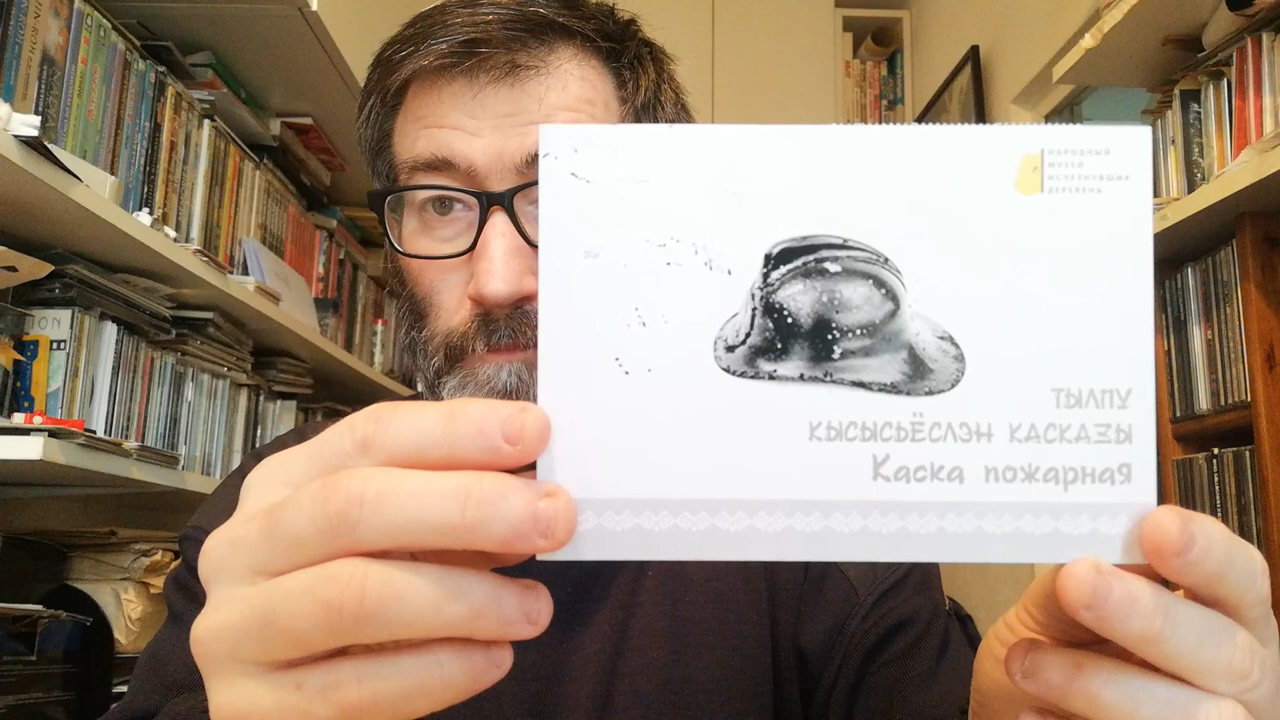 НАРОДНЫЙ
МУЗЕЙ
ИСЧЕЗНУВШИХ
ДЕРЕВЕНЬ
ТЫЛПУ
КЫСЫСЬЁСЛЭН КАСКАЗЫ
Каска пожарная